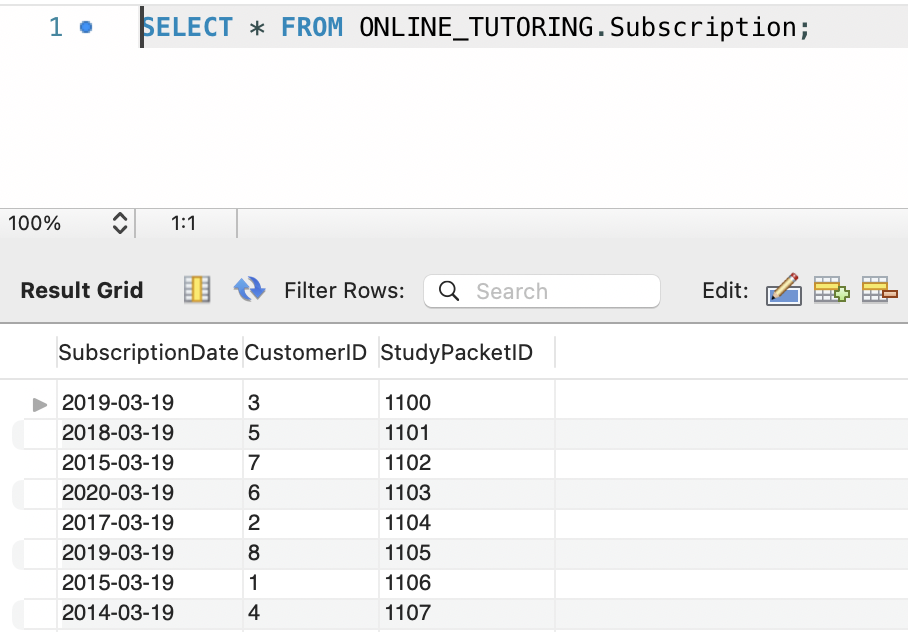 1 SELECT * FROM ONLINE_TUTORING.Subscription;
100% 1:1
Result Grid Filter Rows: Search Edit:
SubscriptionDate CustomerID StudyPacketID
2019-03-19 3 1100
2018-03-19 5 1101
2015-03-19 7 1102
2020-03-19 6 1103
2017-03-19 2 1104
2019-03-19 8 1105
2015-03-19 1 1106
2014-03-19 4 1107